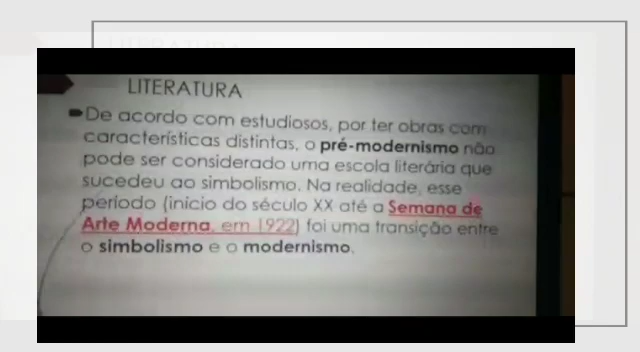 LITERATURA
De acordo com estudiosos, por ter obras com
características distintas, o pré-modernismo não
pode ser considerado uma escola literária que
sucedeu ao simbolismo. Na realidade, esse
período (início do século XX até a Semana de
Arte Moderna, em 1922) foi uma transição entre
o simbolismo e o modernismo.